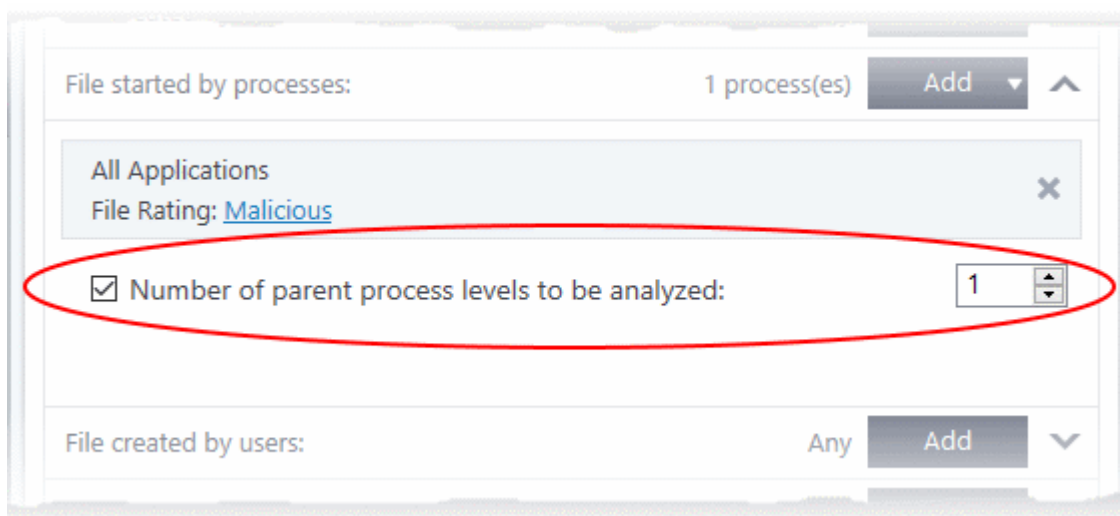 File started by processes: 1 process(es) Add
All Applications
File Rating: Malicious
Number of parent process levels to be analyzed: 1
File created by users: Any Add